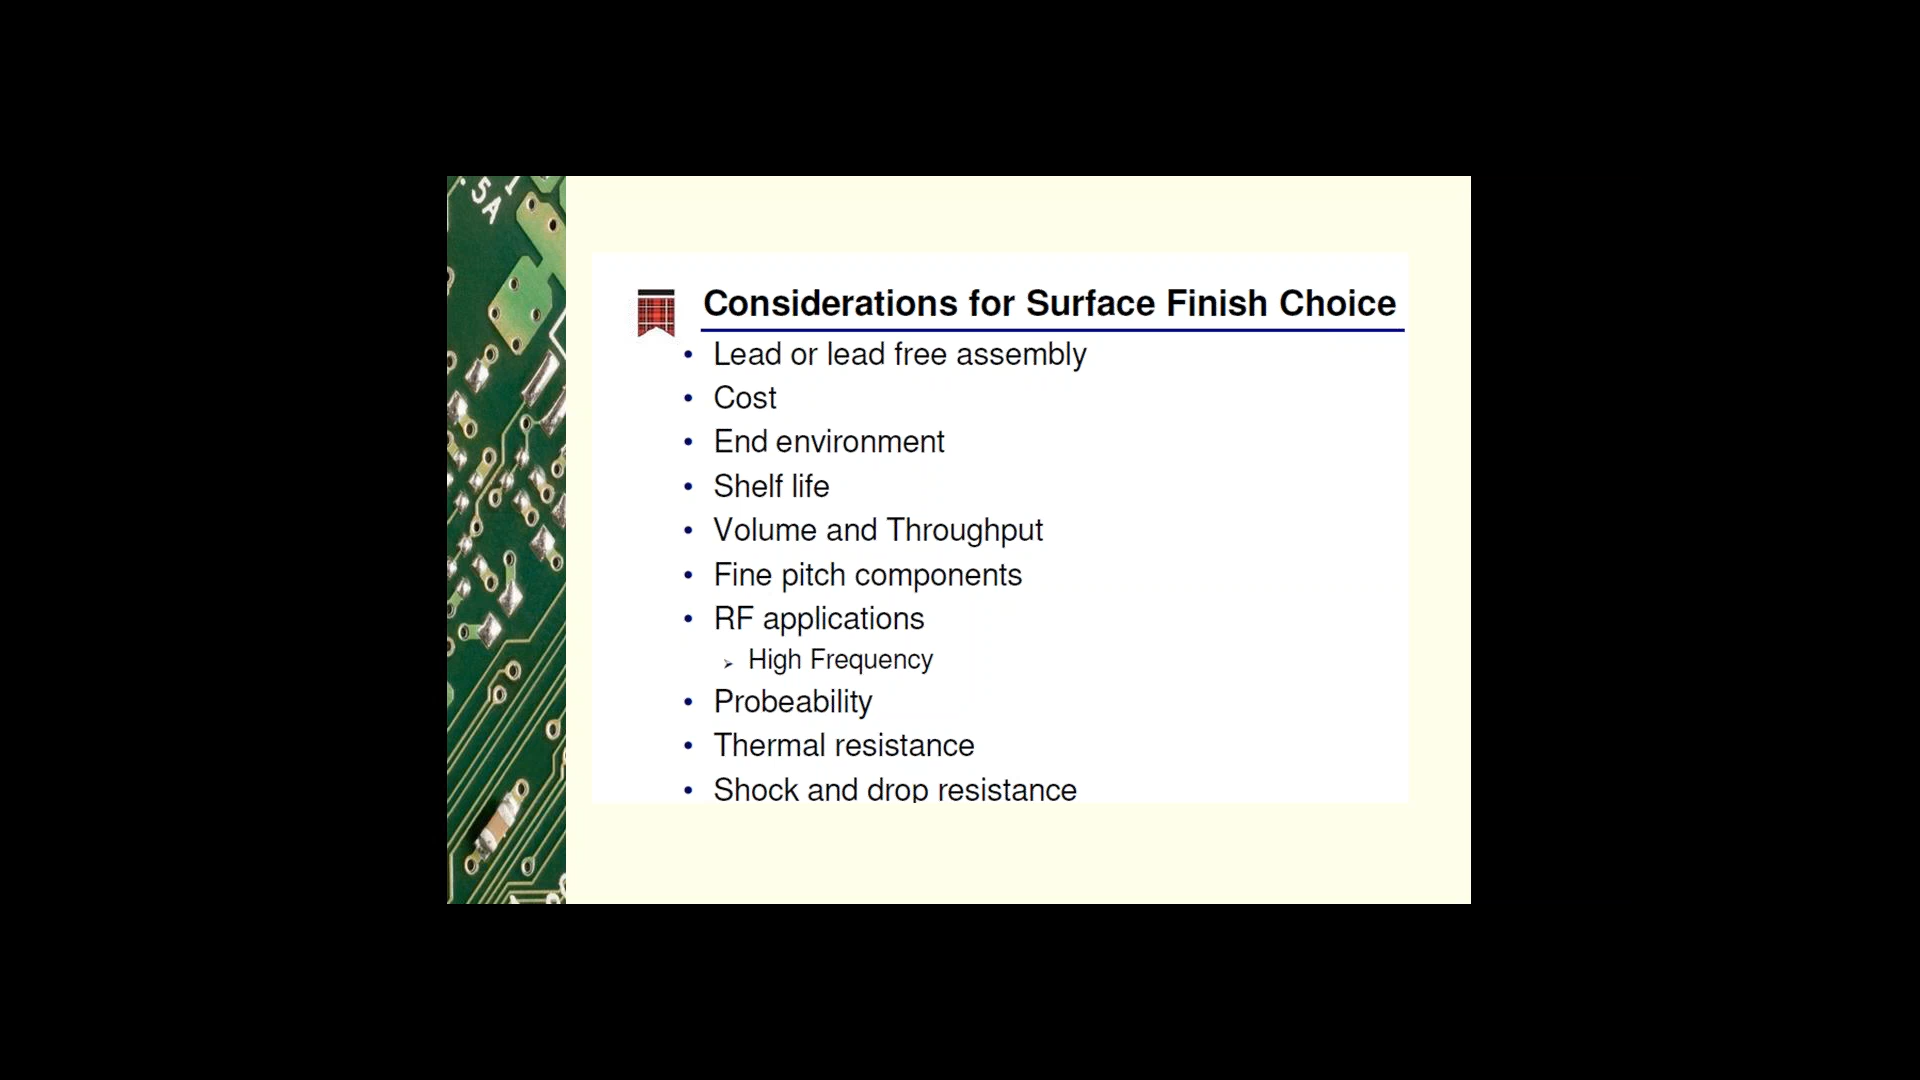 .5A
Considerations for Surface Finish Choice
• Lead or lead free assembly
• Cost
• End environment
• Shelf life
• Volume and Throughput
• Fine pitch components
• RF applications
➢ High Frequency
• Probeability
• Thermal resistance
• Shock and drop resistance